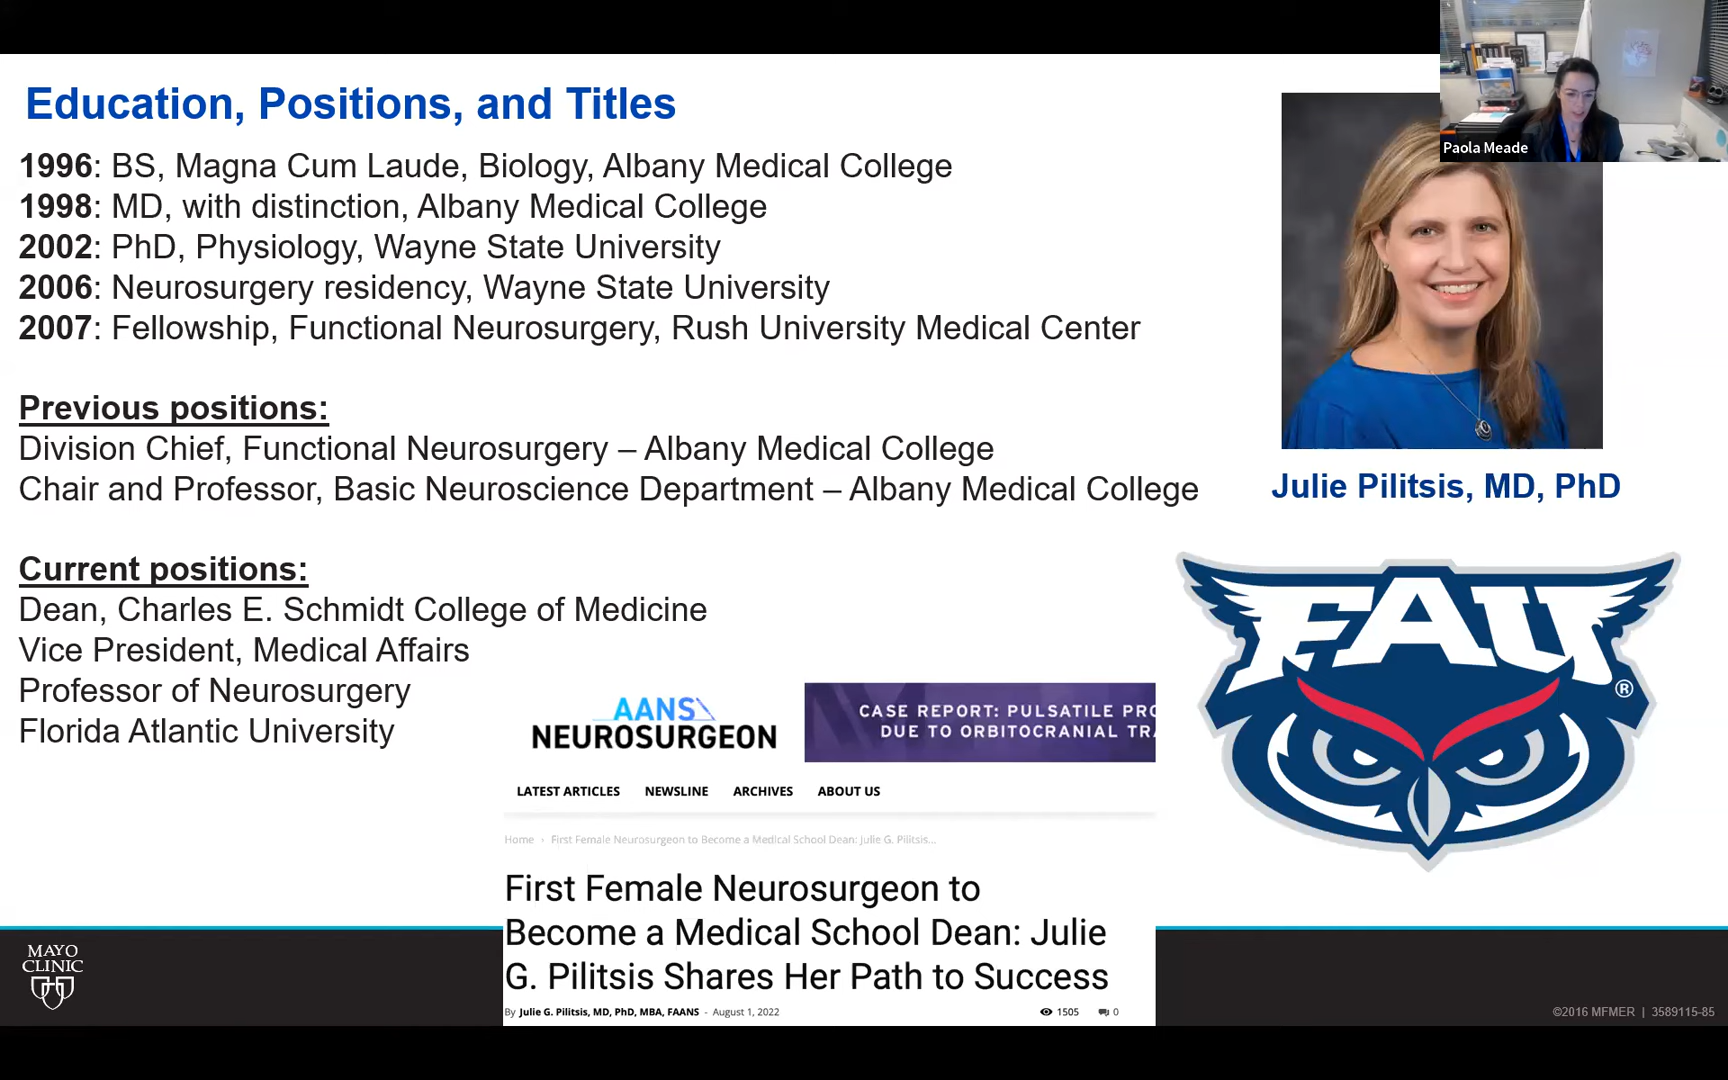 Paola Meade
Education, Positions, and Titles
1996: BS, Magna Cum Laude, Biology, Albany Medical College
1998: MD, with distinction, Albany Medical College
2002: PhD, Physiology, Wayne State University
2006: Neurosurgery residency, Wayne State University
2007: Fellowship, Functional Neurosurgery, Rush University Medical Center
Previous positions:
Division Chief, Functional Neurosurgery – Albany Medical College
Chair and Professor, Basic Neuroscience Department – Albany Medical College
Julie Pilitsis, MD, PhD
Current positions:
Dean, Charles E. Schmidt College of Medicine
Vice President, Medical Affairs
Professor of Neurosurgery
Florida Atlantic University
FAU
®
AANS
NEUROSURGEON
CASE REPORT: PULSATILE PRO
DUE TO ORBITOCRANIAL TRA
LATEST ARTICLES NEWSLINE ARCHIVES ABOUT US
Home › First Female Neurosurgeon to Become a Medical School Dean: Julie G. Pilitsis...
First Female Neurosurgeon to
Become a Medical School Dean: Julie
G. Pilitsis Shares Her Path to Success
By Julie G. Pilitsis, MD, PhD, MBA, FAANS - August 1, 2022 1505 0
MAYO
CLINIC
©2016 MFMER | 3589115-85